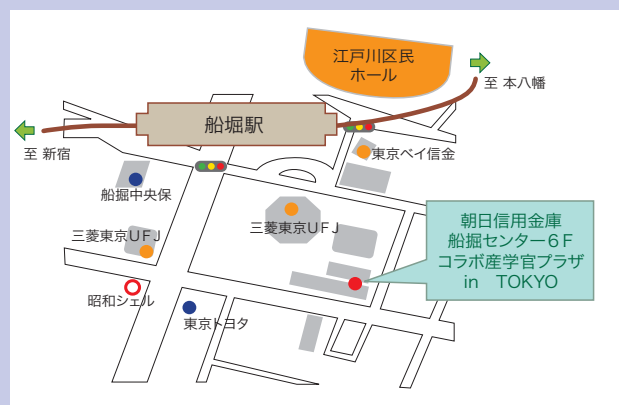 江戸川区民
ホール
至 本八幡
船堀駅
至 新宿
東京ベイ信金
船堀中央保
三菱東京UFJ
三菱東京UFJ
朝日信用金庫
船堀センター6F
コラボ産学官プラザ
in TOKYO
昭和シェル
東京トヨタ